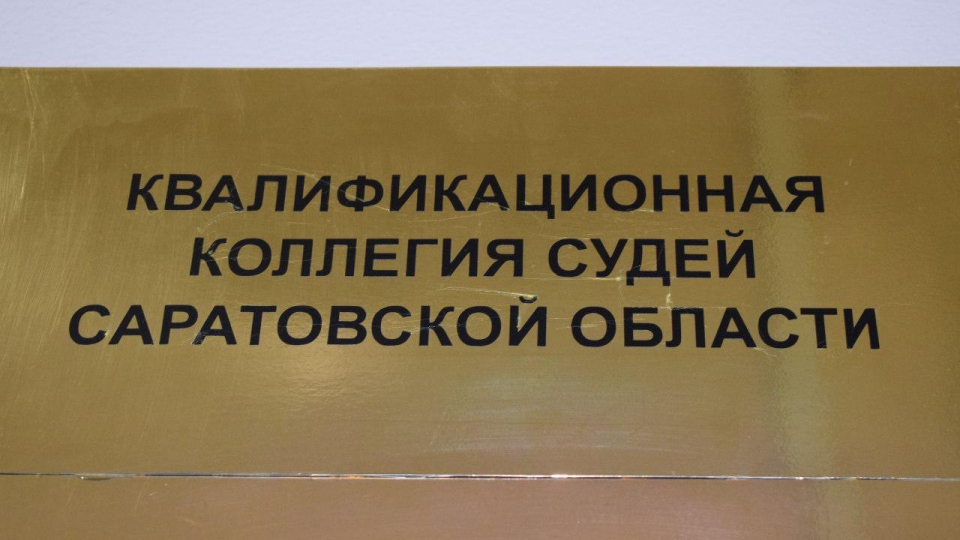 КВАЛИФИКАЦИОННАЯ
КОЛЛЕГИЯ СУДЕЙ
САРАТОВСКОЙ ОБЛАСТИ